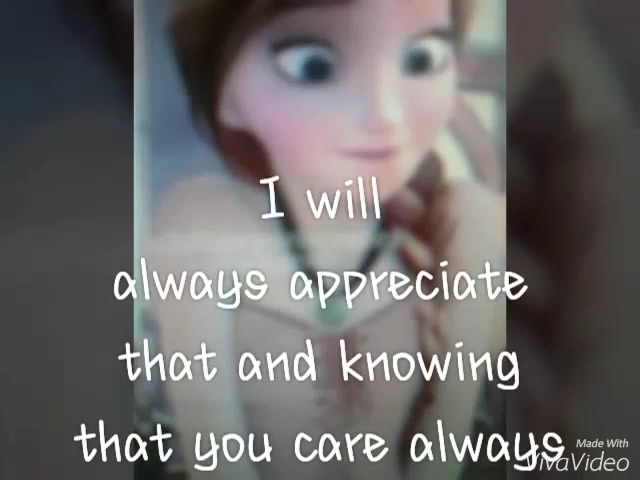 I will
always appreciate
that and knowing
that you care always
Made With
VivaVideo